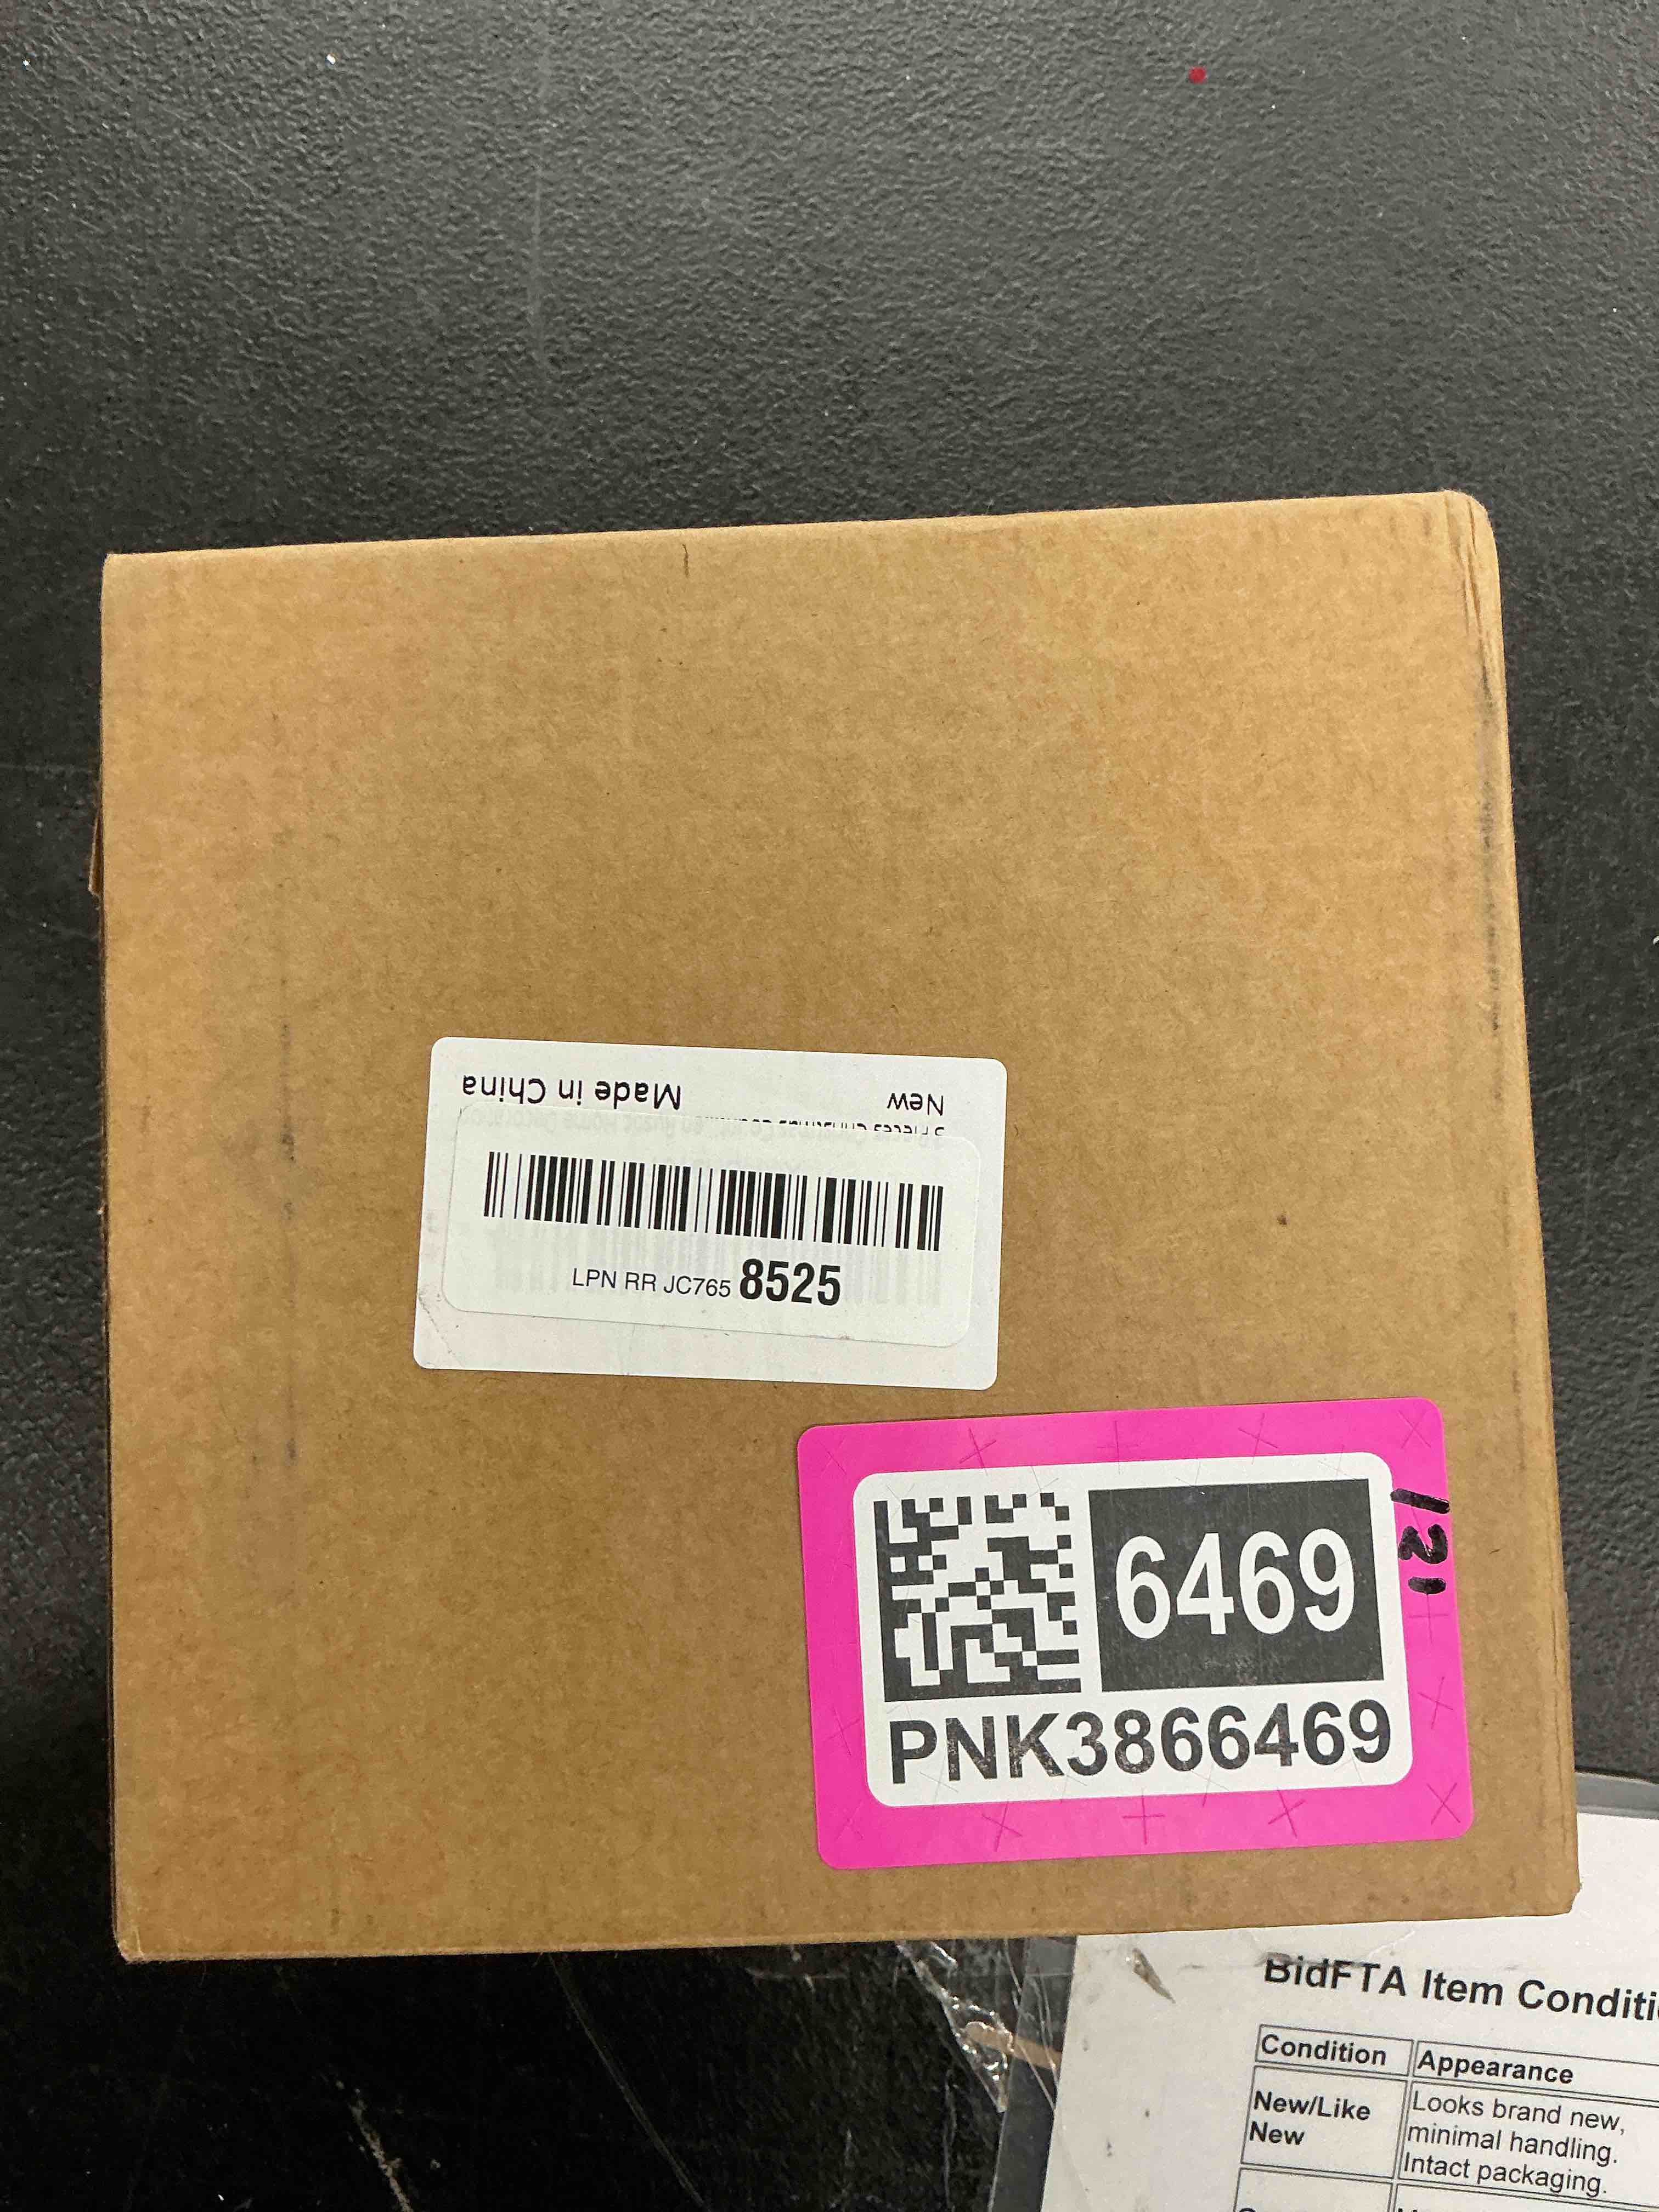 Made in China
New
LPN RR JC765 8525
6469
PNK3866469
121
BidFTA Item Conditi
Condition
Appearance
New/Like
New
Looks brand new,
minimal handling.
Intact packaging.